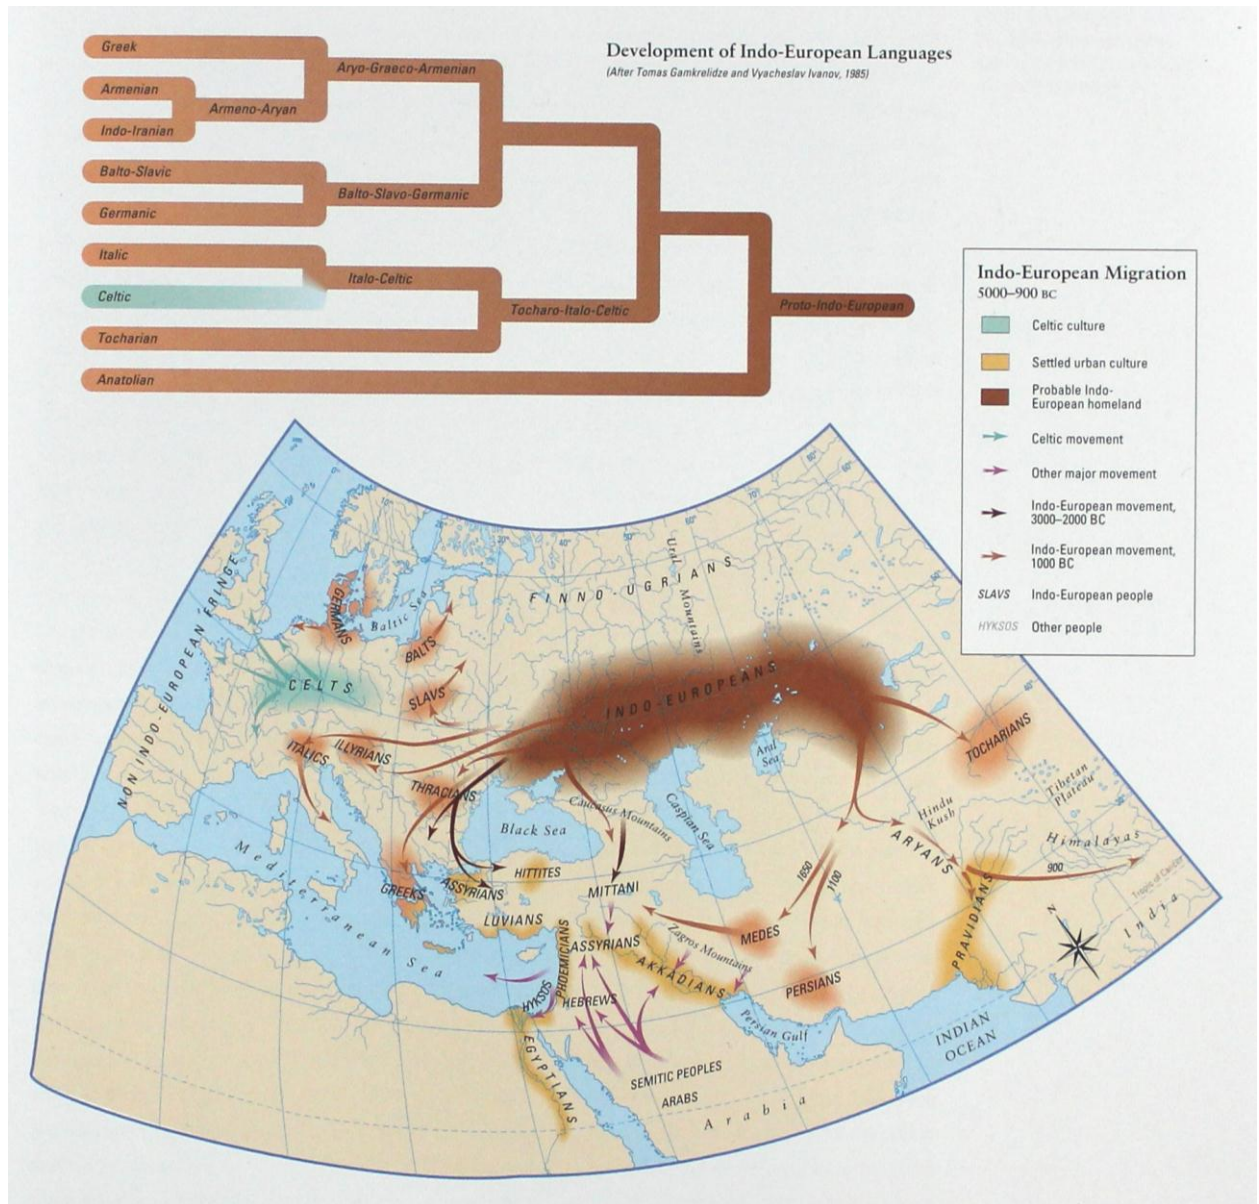 Development of Indo-European Languages
(After Tomas Gamkrelidze and Vyacheslav Ivanov, 1985)
Greek
Aryo-Graeco-Armenian
Armenian
Armeno-Aryan
Indo-Iranian
Balto-Slavic
Balto-Slavo-Germanic
Germanic
Italic
Italo-Celtic
Celtic
Tocharo-Italo-Celtic
Proto-Indo-European
Tocharian
Anatolian
Indo-European Migration
5000–900 BC
Celtic culture
Settled urban culture
Probable Indo-
European homeland
Celtic movement
Other major movement
Indo-European movement,
3000–2000 BC
Indo-European movement,
1000 BC
SLAVS Indo-European people
HYKSOS Other people
NON INDO-EUROPEAN FRINGE
FINNO-UGRIANS
Ural Mountains
GERMANS
Baltic Sea
BALTS
CELTS
SLAVS
INDO-EUROPEANS
ITALICS
ILLYRIANS
THRACIANS
TOCHARIANS
Aral
Sea
Tibetan
Plateau
Hindu
Kush
Himalayas
Caucasus Mountains
Caspian Sea
Black Sea
ARYANS
900
Tropic of Cancer
India
N
Mediterranean Sea
GREEKS
ASSYRIANS
HITTITES
LUVIANS
MITTANI
1650
1100
MEDES
PERSIANS
PRAVIDIANS
PHOEMICIANS
ASSYRIANS
Zagros Mountains
AKKADIANS
HYKSOS
HEBREWS
EGYPTIANS
Persian Gulf
INDIAN
OCEAN
SEMITIC PEOPLES
ARABS
Arabia